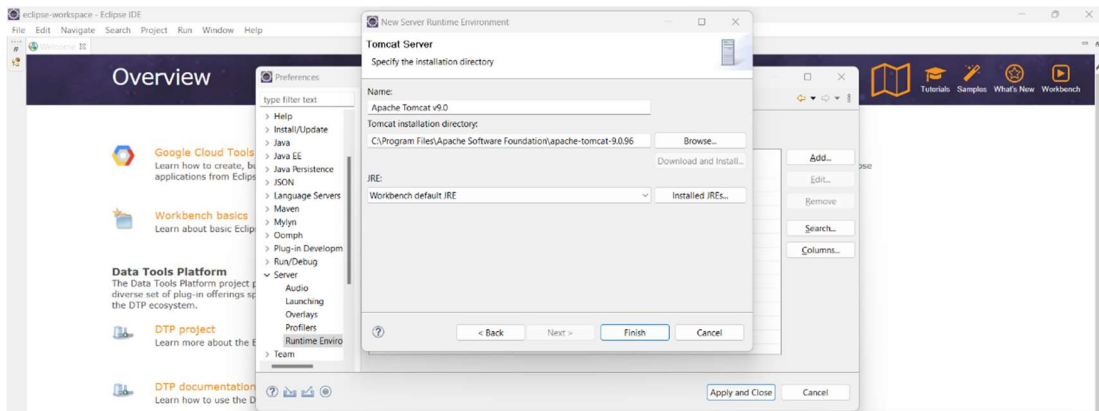 eclipse-workspace - Eclipse IDE
File Edit Navigate Search Project Run Window Help
Welcome
Overview
Tutorials Samples What's New Workbench
Google Cloud Tools
Learn how to create, bu
applications from Eclips
Workbench basics
Learn about basic Eclip
Data Tools Platform
The Data Tools Platform project p
diverse set of plug-in offerings sp
the DTP ecosystem.
DTP project
Learn more about the E
DTP documentation
Learn how to use the D
Preferences
type filter text
Help
Install/Update
Java
Java EE
Java Persistence
JSON
Language Servers
Maven
Mylyn
Oomph
Plug-in Developm
Run/Debug
Server
Audio
Launching
Overlays
Profilers
Runtime Enviro
Team
New Server Runtime Environment
Tomcat Server
Specify the installation directory
Name:
Apache Tomcat v9.0
Tomcat installation directory:
C:\Program Files\Apache Software Foundation\apache-tomcat-9.0.96 Browse...
Download and Install...
JRE:
Workbench default JRE Installed JREs...
< Back Next > Finish Cancel
Add...
Edit...
Remove
Search...
Columns...
Apply and Close Cancel